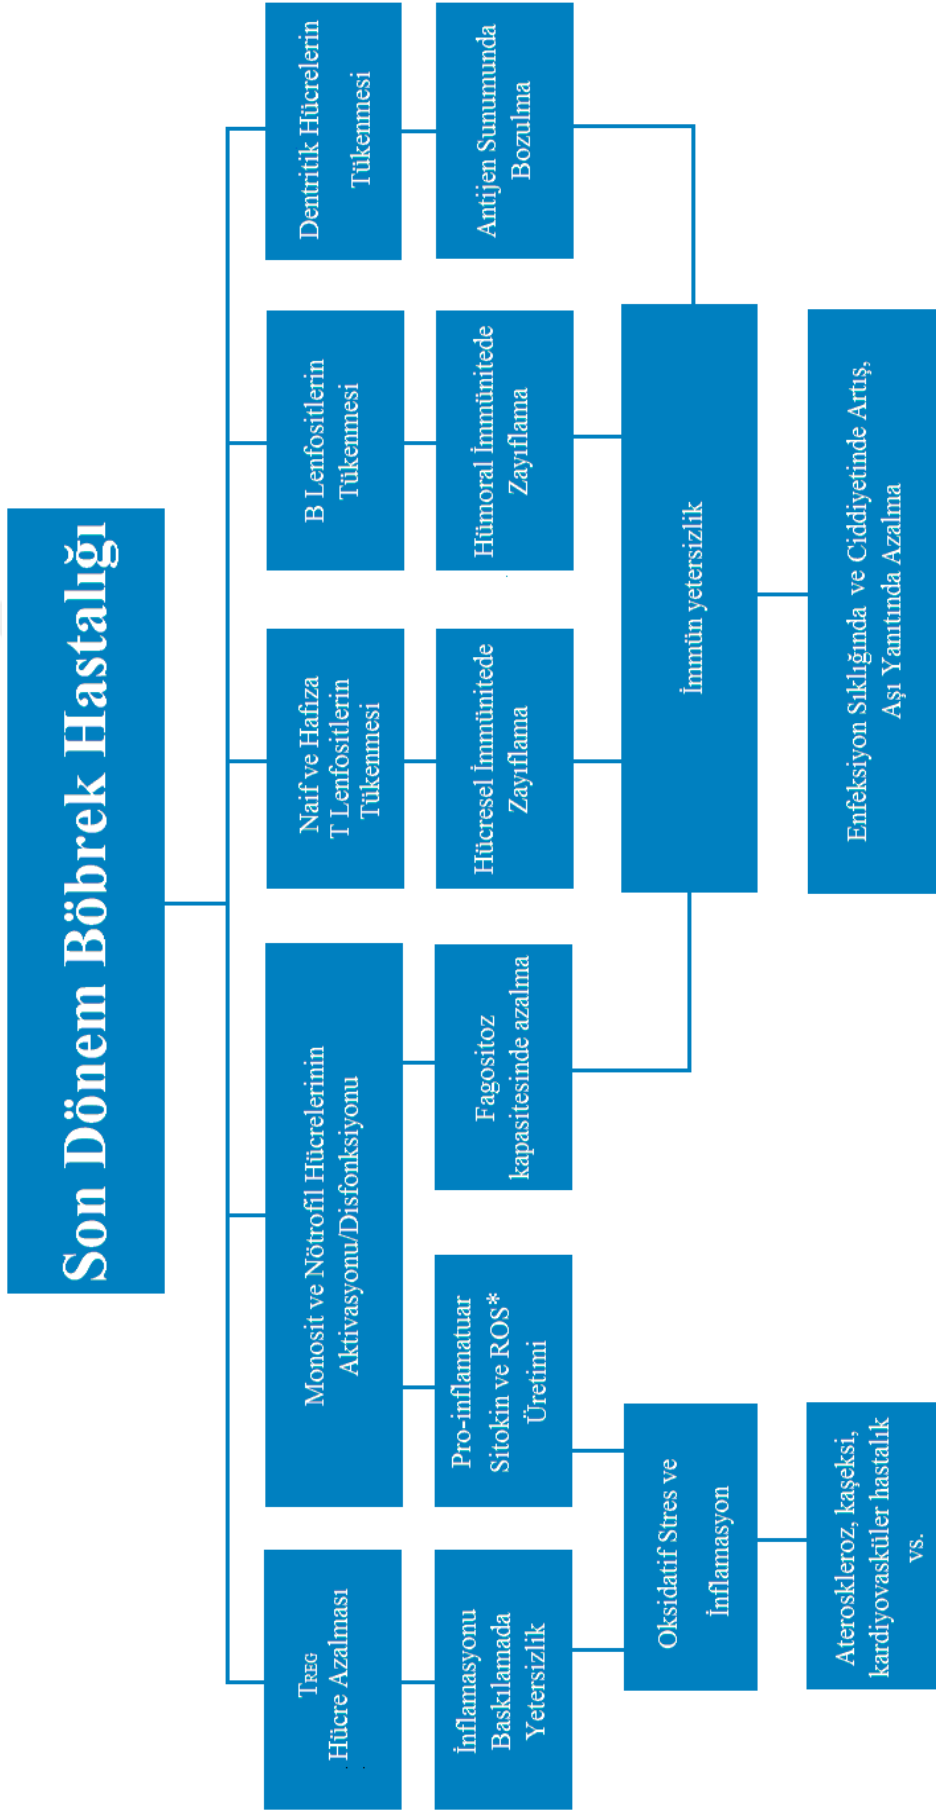 Son Dönem Böbrek Hastalığı
TREG
Hücre Azalması
Monosit ve Nötrofil Hücrelerinin
Aktivasyonu/Disfonksiyonu
Naif ve Hafıza
T Lenfositlerin
Tükenmesi
B Lenfositlerin
Tükenmesi
Dentritik Hücrelerin
Tükenmesi
İnflamasyonu
Baskılamada
Yetersizlik
Pro-inflamatuar
Sitokin ve ROS*
Üretimi
Fagositoz
kapasitesinde azalma
Hücresel İmmünitede
Zayıflama
Hümoral İmmünitede
Zayıflama
Antijen Sunumunda
Bozulma
Oksidatif Stres ve
İnflamasyon
İmmün yetersizlik
Ateroskleroz, kaşeksi,
kardiyovasküler hastalık
vs.
Enfeksiyon Sıklığında ve Ciddiyetinde Artış,
Aşı Yanıtında Azalma